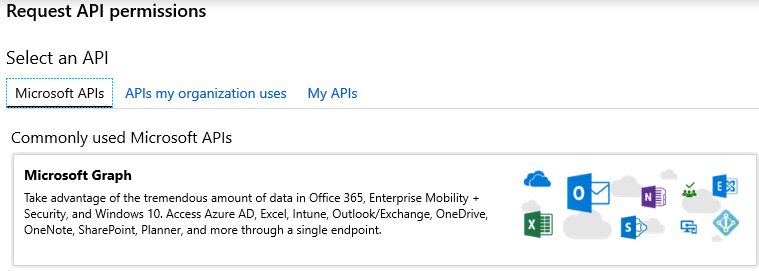 Request API permissions
Select an API
Microsoft APIs APIs my organization uses My APIs
Commonly used Microsoft APIs
Microsoft Graph
Take advantage of the tremendous amount of data in Office 365, Enterprise Mobility +
Security, and Windows 10. Access Azure AD, Excel, Intune, Outlook/Exchange, OneDrive,
OneNote, SharePoint, Planner, and more through a single endpoint.